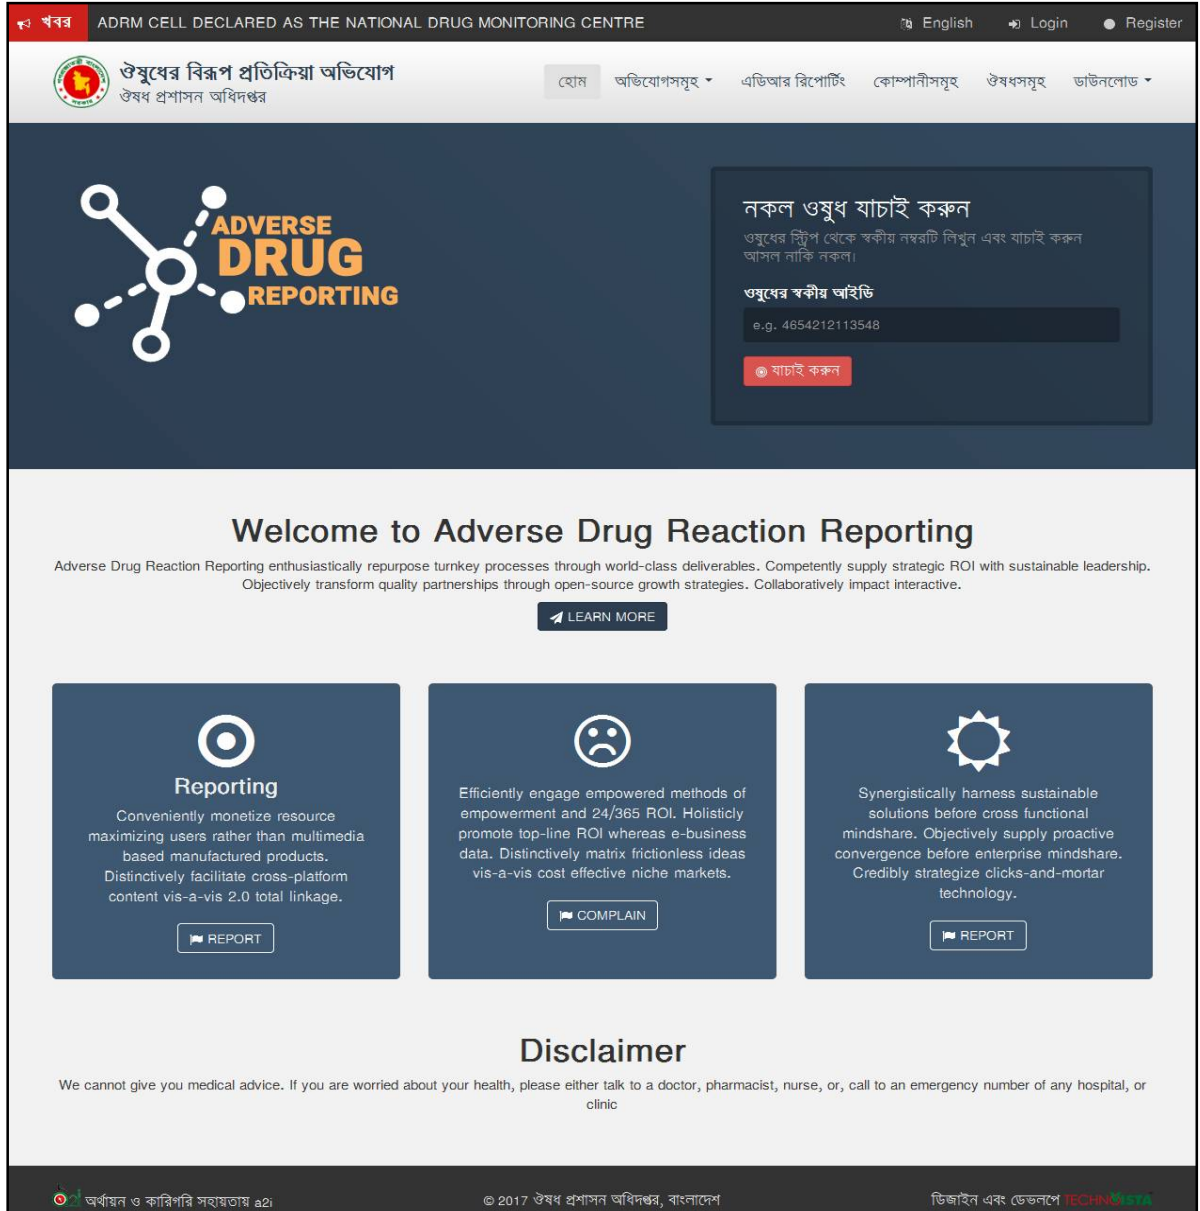 খবর ADRM CELL DECLARED AS THE NATIONAL DRUG MONITORING CENTRE English Login Register
ঔষুধের বিরূপ প্রতিক্রিয়া অভিযোগ
ঔষধ প্রশাসন অধিদপ্তর
হোম অভিযোগসমূহ এডিআর রিপোর্টিং কোম্পানীসমূহ ঔষধসমূহ ডাউনলোড
ADVERSE
DRUG
REPORTING
নকল ওষুধ যাচাই করুন
ওষুধের স্ট্রিপ থেকে স্বকীয় নম্বরটি লিখুন এবং যাচাই করুন
আসল নাকি নকল।
ওষুধের স্বকীয় আইডি
e.g. 4654212113548
যাচাই করুন
Welcome to Adverse Drug Reaction Reporting
Adverse Drug Reaction Reporting enthusiastically repurpose turnkey processes through world-class deliverables. Competently supply strategic ROI with sustainable leadership.
Objectively transform quality partnerships through open-source growth strategies. Collaboratively impact interactive.
LEARN MORE
Reporting
Conveniently monetize resource
maximizing users rather than multimedia
based manufactured products.
Distinctively facilitate cross-platform
content vis-a-vis 2.0 total linkage.
REPORT
Efficiently engage empowered methods of
empowerment and 24/365 ROI. Holisticly
promote top-line ROI whereas e-business
data. Distinctively matrix frictionless ideas
vis-a-vis cost effective niche markets.
COMPLAIN
Synergistically harness sustainable
solutions before cross functional
mindshare. Objectively supply proactive
convergence before enterprise mindshare.
Credibly strategize clicks-and-mortar
technology.
REPORT
Disclaimer
We cannot give you medical advice. If you are worried about your health, please either talk to a doctor, pharmacist, nurse, or, call to an emergency number of any hospital, or
clinic
a2i অর্থায়ন ও কারিগরি সহায়তায় a2i
© 2017 ঔষধ প্রশাসন অধিদপ্তর, বাংলাদেশ
ডিজাইন এবং ডেভলপে TECHNOVISTA